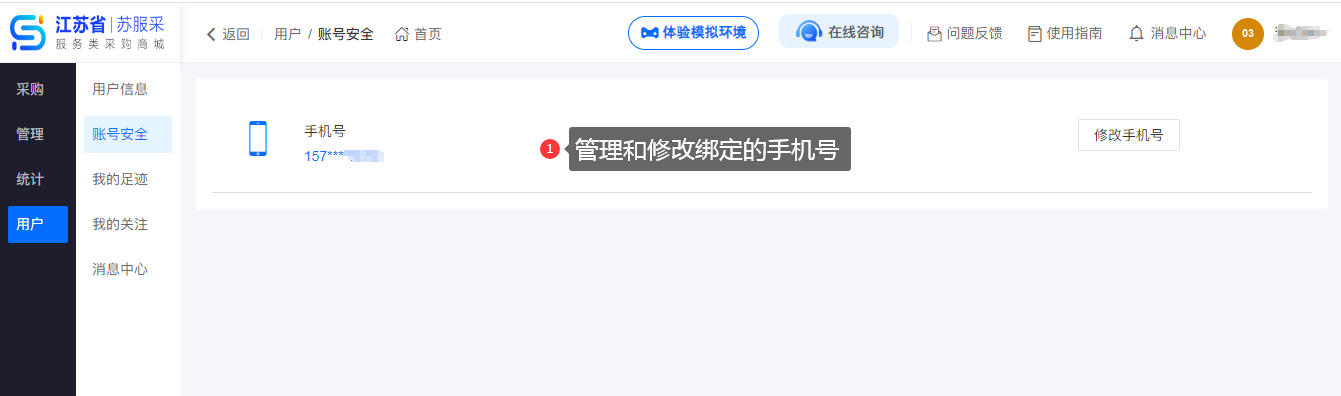 江苏省|苏服采
服务类采购商城
返回 用户 / 账号安全 首页
体验模拟环境
在线咨询
问题反馈 使用指南 消息中心
03
采购
管理
统计
用户
用户信息
账号安全
我的足迹
我的关注
消息中心
手机号
157***
1 管理和修改绑定的手机号
修改手机号